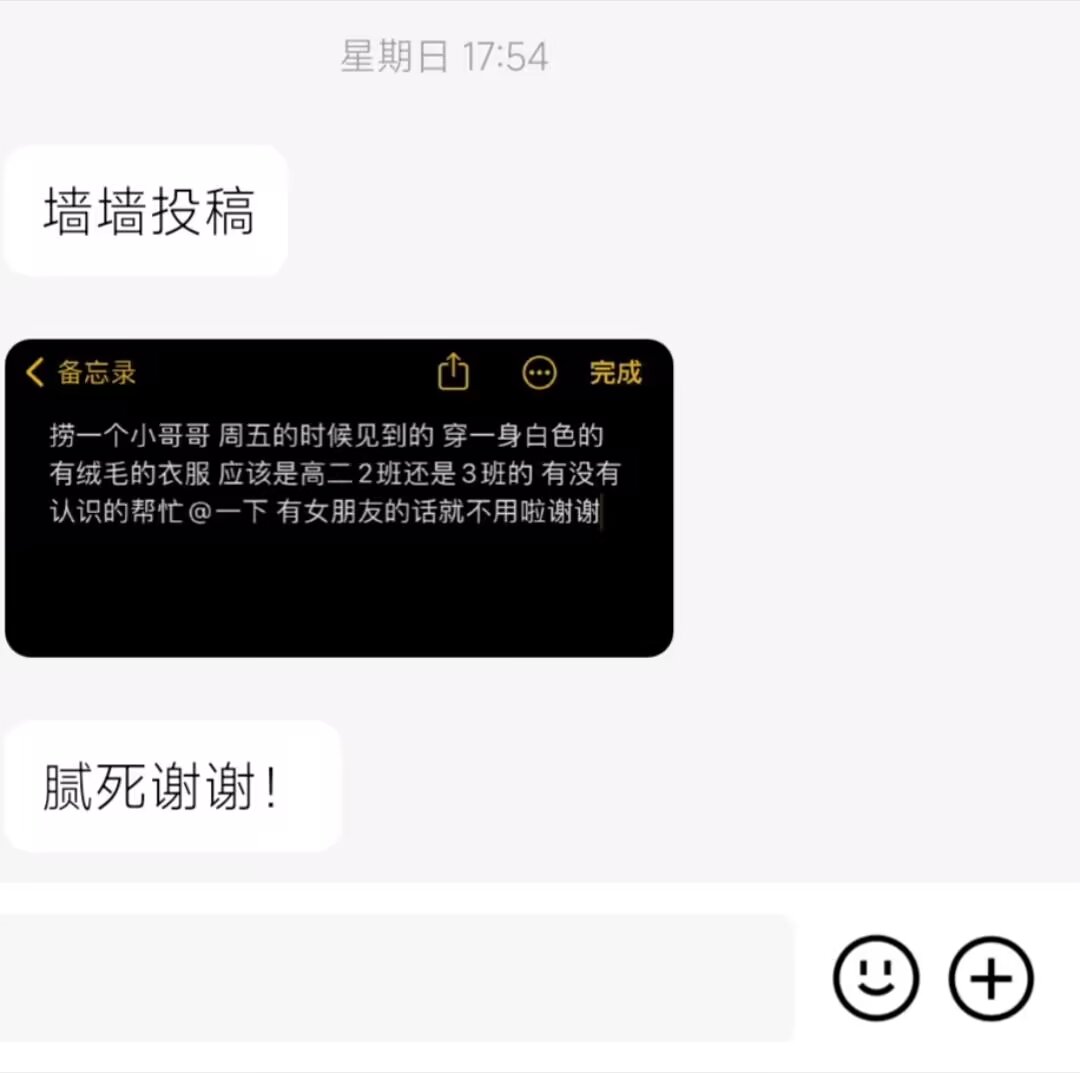 星期日 17:54
墙墙投稿
备忘录 完成
捞一个小哥哥 周五的时候见到的 穿一身白色的
有绒毛的衣服 应该是高二2班还是3班的 有没有
认识的帮忙@一下 有女朋友的话就不用啦谢谢
腻死谢谢！